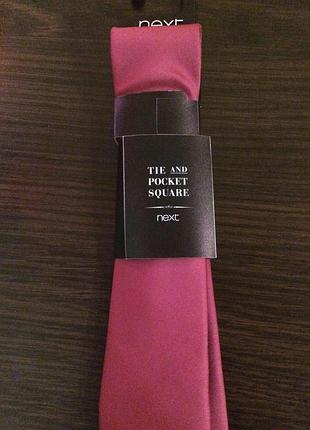 next
TIE AND
POCKET
SQUARE
next